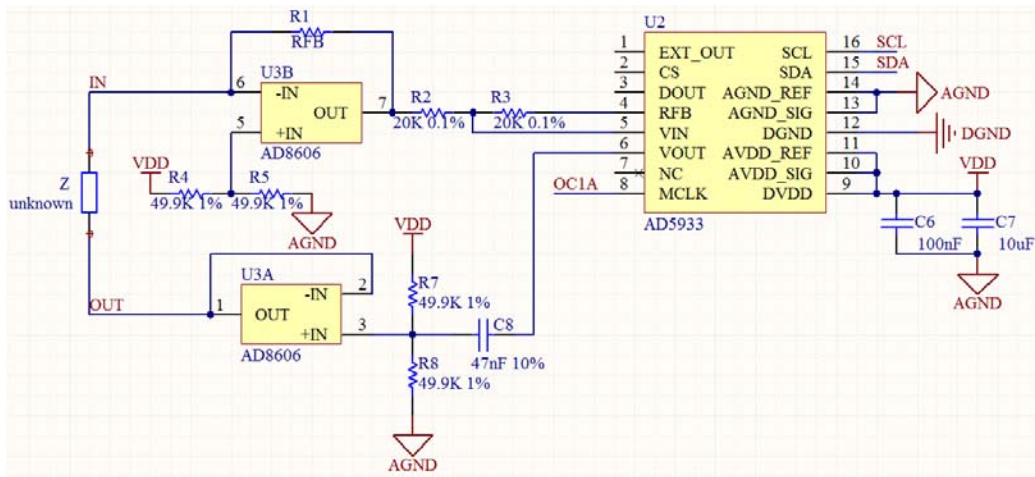 R1
RFB
U3B
IN
6
-IN
OUT
7
5
+IN
AD8606
R2
20K 0.1%
R3
20K 0.1%
VDD
R4
49.9K 1%
R5
49.9K 1%
AGND
Z
unknown
OUT
U3A
1
OUT
-IN
2
+IN
3
AD8606
VDD
R7
49.9K 1%
C8
47nF 10%
R8
49.9K 1%
AGND
U2
1 EXT_OUT SCL 16 SCL
2 CS SDA 15 SDA
3 DOUT AGND_REF 14
4 RFB AGND_SIG 13
AGND
5 VIN DGND 12 DGND
6 VOUT AVDD_REF 11
7 NC AVDD_SIG 10
OC1A 8 MCLK DVDD 9
AD5933
VDD
C6
100nF
C7
10uF
AGND